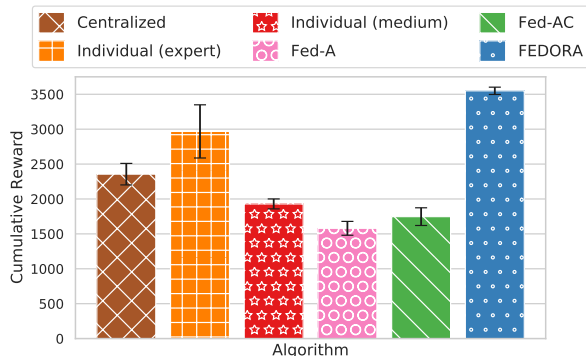 Centralized
Individual (expert)
Individual (medium)
Fed-A
Fed-AC
FEDORA
Cumulative Reward
3500
3000
2500
2000
1500
1000
500
0
Algorithm